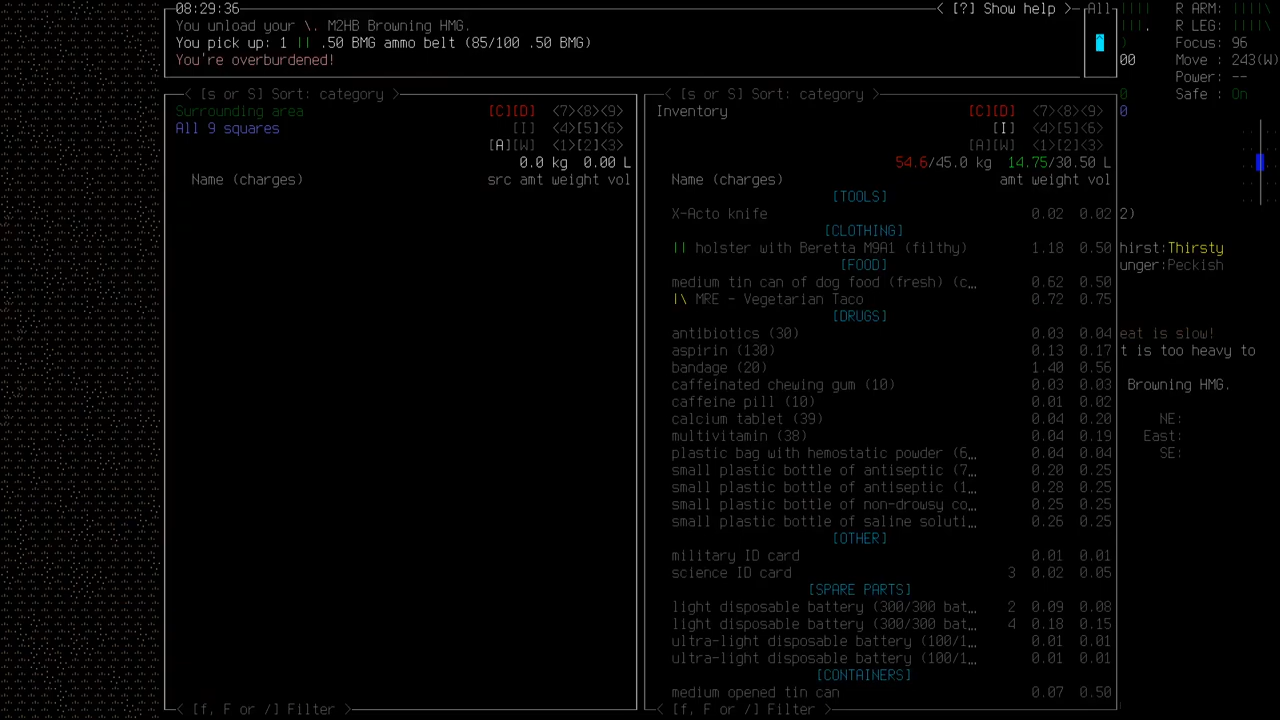 08:29:36 < [?] Show help > All R ARM:
You unload your \. M2HB Browning HMG. R LEG:
You pick up: 1 || .50 BMG ammo belt (85/100 .50 BMG) Focus: 96
You're overburdened! 00 Move : 243(W)
Power: --
< [s or S] Sort: category > < [s or S] Sort: category > 0 Safe : On
Surrounding area [C][D] <7><8><9> Inventory [C][D] <7><8><9> 0
All 9 squares [I] <4>[5]<6> [I] <4>[5]<6>
[A][W] <1>[2]<3> [A][W] <1>[2]<3>
0.0 kg 0.00 L 54.6/45.0 kg 14.75/30.50 L
Name (charges) src amt weight vol Name (charges) amt weight vol
[TOOLS]
X-Acto knife 0.02 0.02 2)
[CLOTHING]
|| holster with Beretta M9A1 (filthy) 1.18 0.50 hirst:Thirsty
[FOOD] unger:Peckish
medium tin can of dog food (fresh) (c… 0.62 0.50
|\ MRE - Vegetarian Taco 0.72 0.75
[DRUGS]
antibiotics (30) 0.03 0.04 eat is slow!
aspirin (130) 0.13 0.17 t is too heavy to
bandage (20) 1.40 0.56
caffeinated chewing gum (10) 0.03 0.03 Browning HMG.
caffeine pill (10) 0.01 0.02
calcium tablet (39) 0.04 0.20 NE:
multivitamin (38) 0.04 0.19 East:
plastic bag with hemostatic powder (6… 0.04 0.04 SE:
small plastic bottle of antiseptic (7… 0.20 0.25
small plastic bottle of antiseptic (1… 0.28 0.25
small plastic bottle of non-drowsy co… 0.25 0.25
small plastic bottle of saline soluti… 0.26 0.25
[OTHER]
military ID card 0.01 0.01
science ID card 3 0.02 0.05
[SPARE PARTS]
light disposable battery (300/300 bat… 2 0.09 0.08
light disposable battery (300/300 bat… 4 0.18 0.15
ultra-light disposable battery (100/1… 0.01 0.01
ultra-light disposable battery (100/1… 0.01 0.01
[CONTAINERS]
medium opened tin can 0.07 0.50
< [f, F or /] Filter > < [f, F or /] Filter >